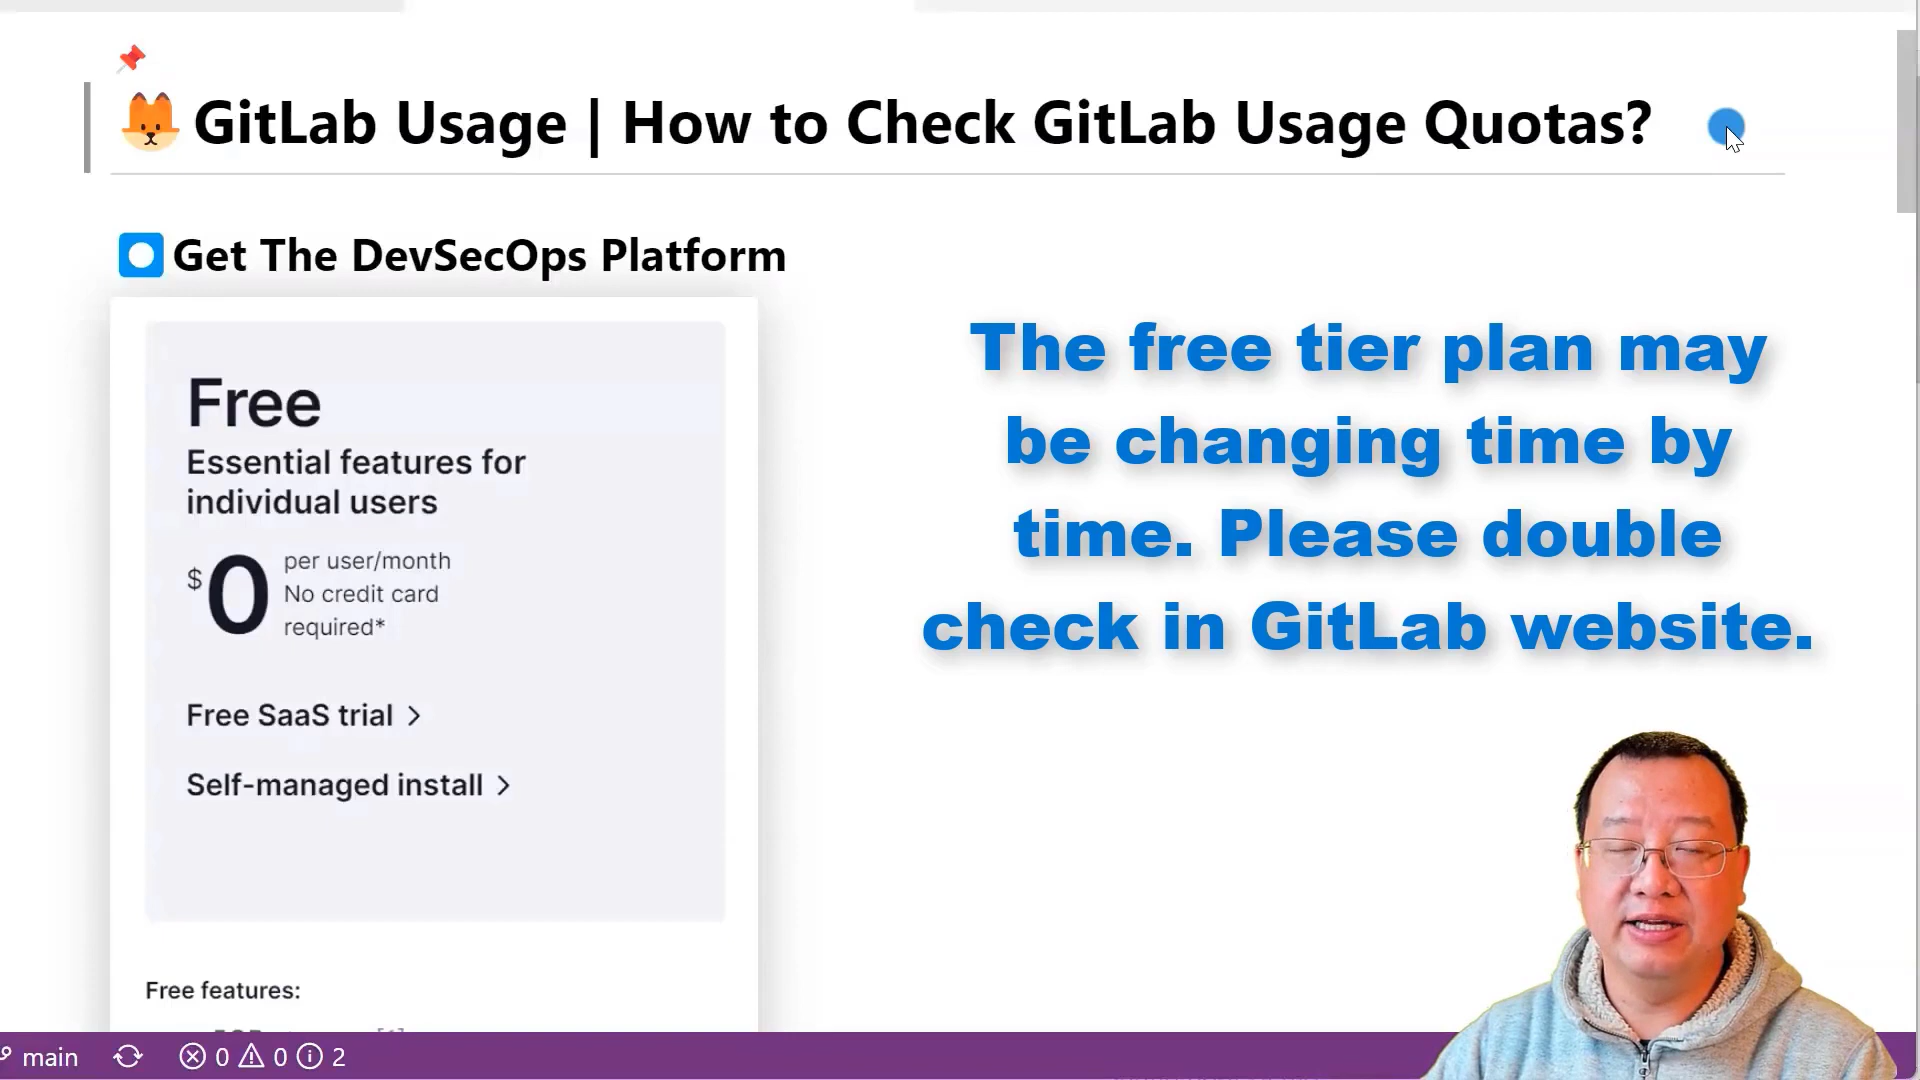 GitLab Usage | How to Check GitLab Usage Quotas?
Get The DevSecOps Platform
Free
Essential features for
individual users
$0
per user/month
No credit card
required*
Free SaaS trial >
Self-managed install >
Free features:
The free tier plan may
be changing time by
time. Please double
check in GitLab website.
main 0 0 2